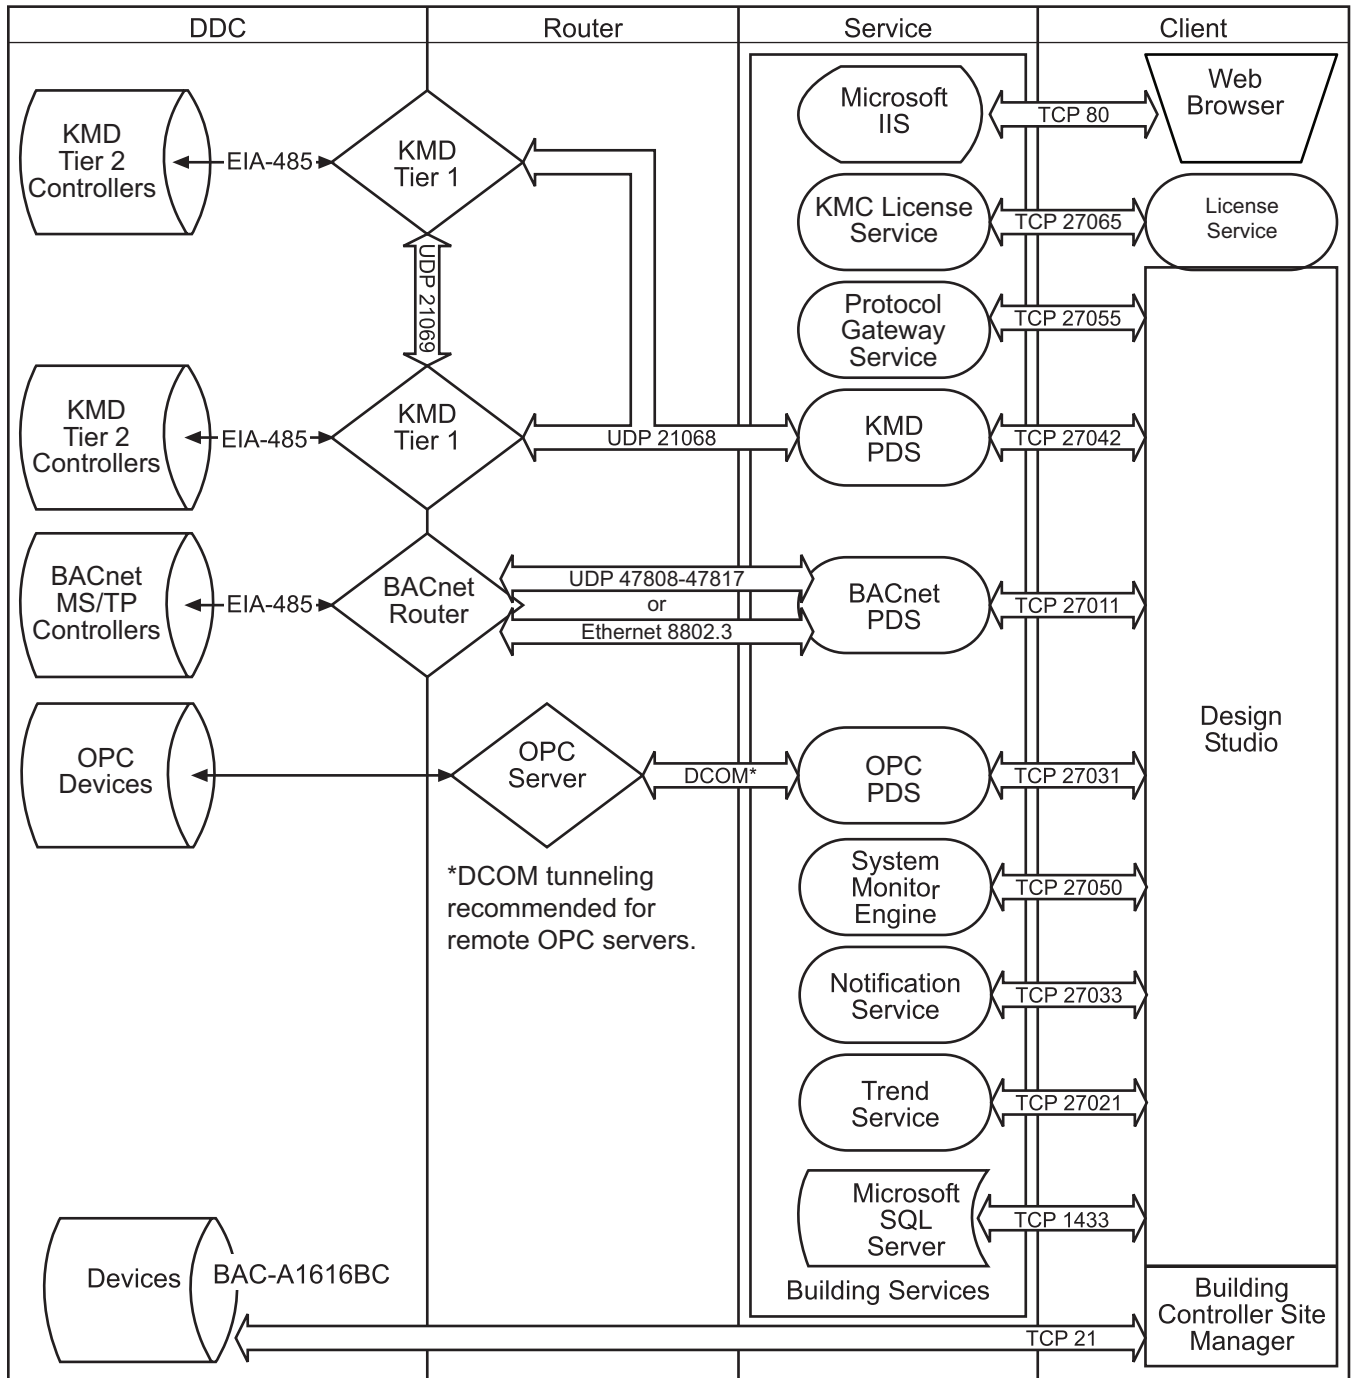 DDC
Router
Service
Client
KMD
Tier 2
Controllers
EIA-485
KMD
Tier 1
Microsoft
IIS
TCP 80
Web
Browser
KMC License
Service
TCP 27065
License
Service
UDP 21069
Protocol
Gateway
Service
TCP 27055
KMD
Tier 2
Controllers
EIA-485
KMD
Tier 1
UDP 21068
KMD
PDS
TCP 27042
BACnet
MS/TP
Controllers
EIA-485
BACnet
Router
UDP 47808-47817
or
Ethernet 8802.3
BACnet
PDS
TCP 27011
OPC
Devices
OPC
Server
DCOM*
OPC
PDS
TCP 27031
Design
Studio
*DCOM tunneling
recommended for
remote OPC servers.
System
Monitor
Engine
TCP 27050
Notification
Service
TCP 27033
Trend
Service
TCP 27021
Microsoft
SQL
Server
TCP 1433
Building Services
Devices
BAC-A1616BC
TCP 21
Building
Controller Site
Manager